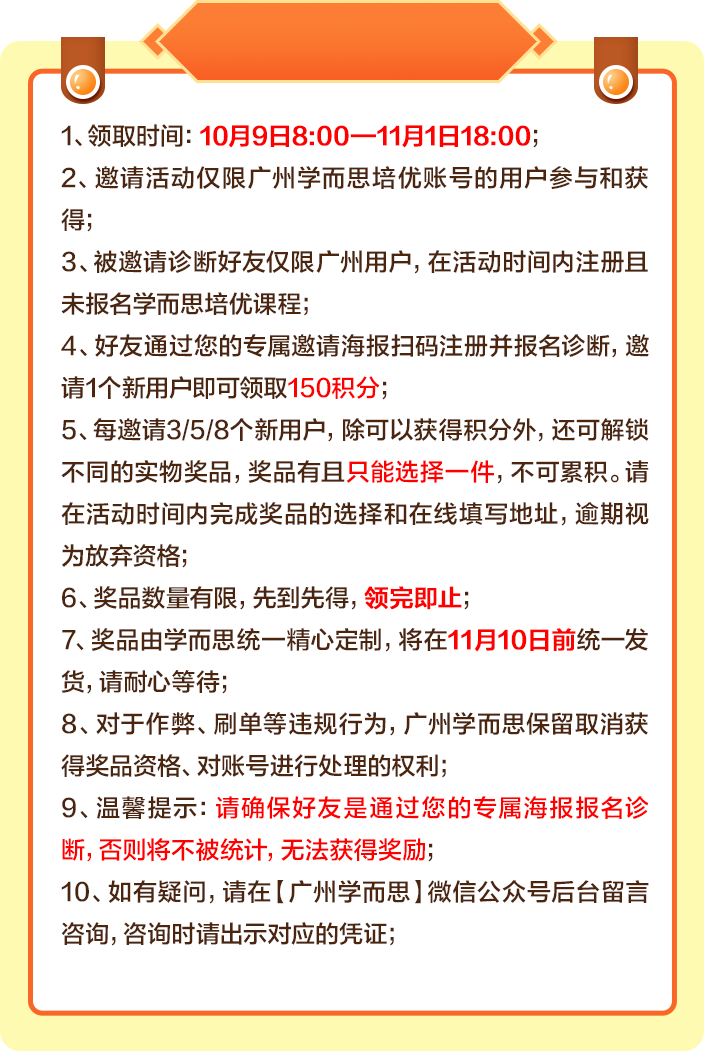 1、领取时间：10月9日8:00—11月1日18:00；
2、邀请活动仅限广州学而思培优账号的用户参与和获
得；
3、被邀请诊断好友仅限广州用户，在活动时间内注册且
未报名学而思培优课程；
4、好友通过您的专属邀请海报扫码注册并报名诊断，邀
请1个新用户即可领取150积分；
5、每邀请3/5/8个新用户，除可以获得积分外，还可解锁
不同的实物奖品，奖品有且只能选择一件，不可累积。请
在活动时间内完成奖品的选择和在线填写地址，逾期视
为放弃资格；
6、奖品数量有限，先到先得，领完即止；
7、奖品由学而思统一精心定制，将在11月10日前统一发
货，请耐心等待；
8、对于作弊、刷单等违规行为，广州学而思保留取消获
得奖品资格、对账号进行处理的权利；
9、温馨提示：请确保好友是通过您的专属海报报名诊
断，否则将不被统计，无法获得奖励；
10、如有疑问，请在【广州学而思】微信公众号后台留言
咨询，咨询时请出示对应的凭证；